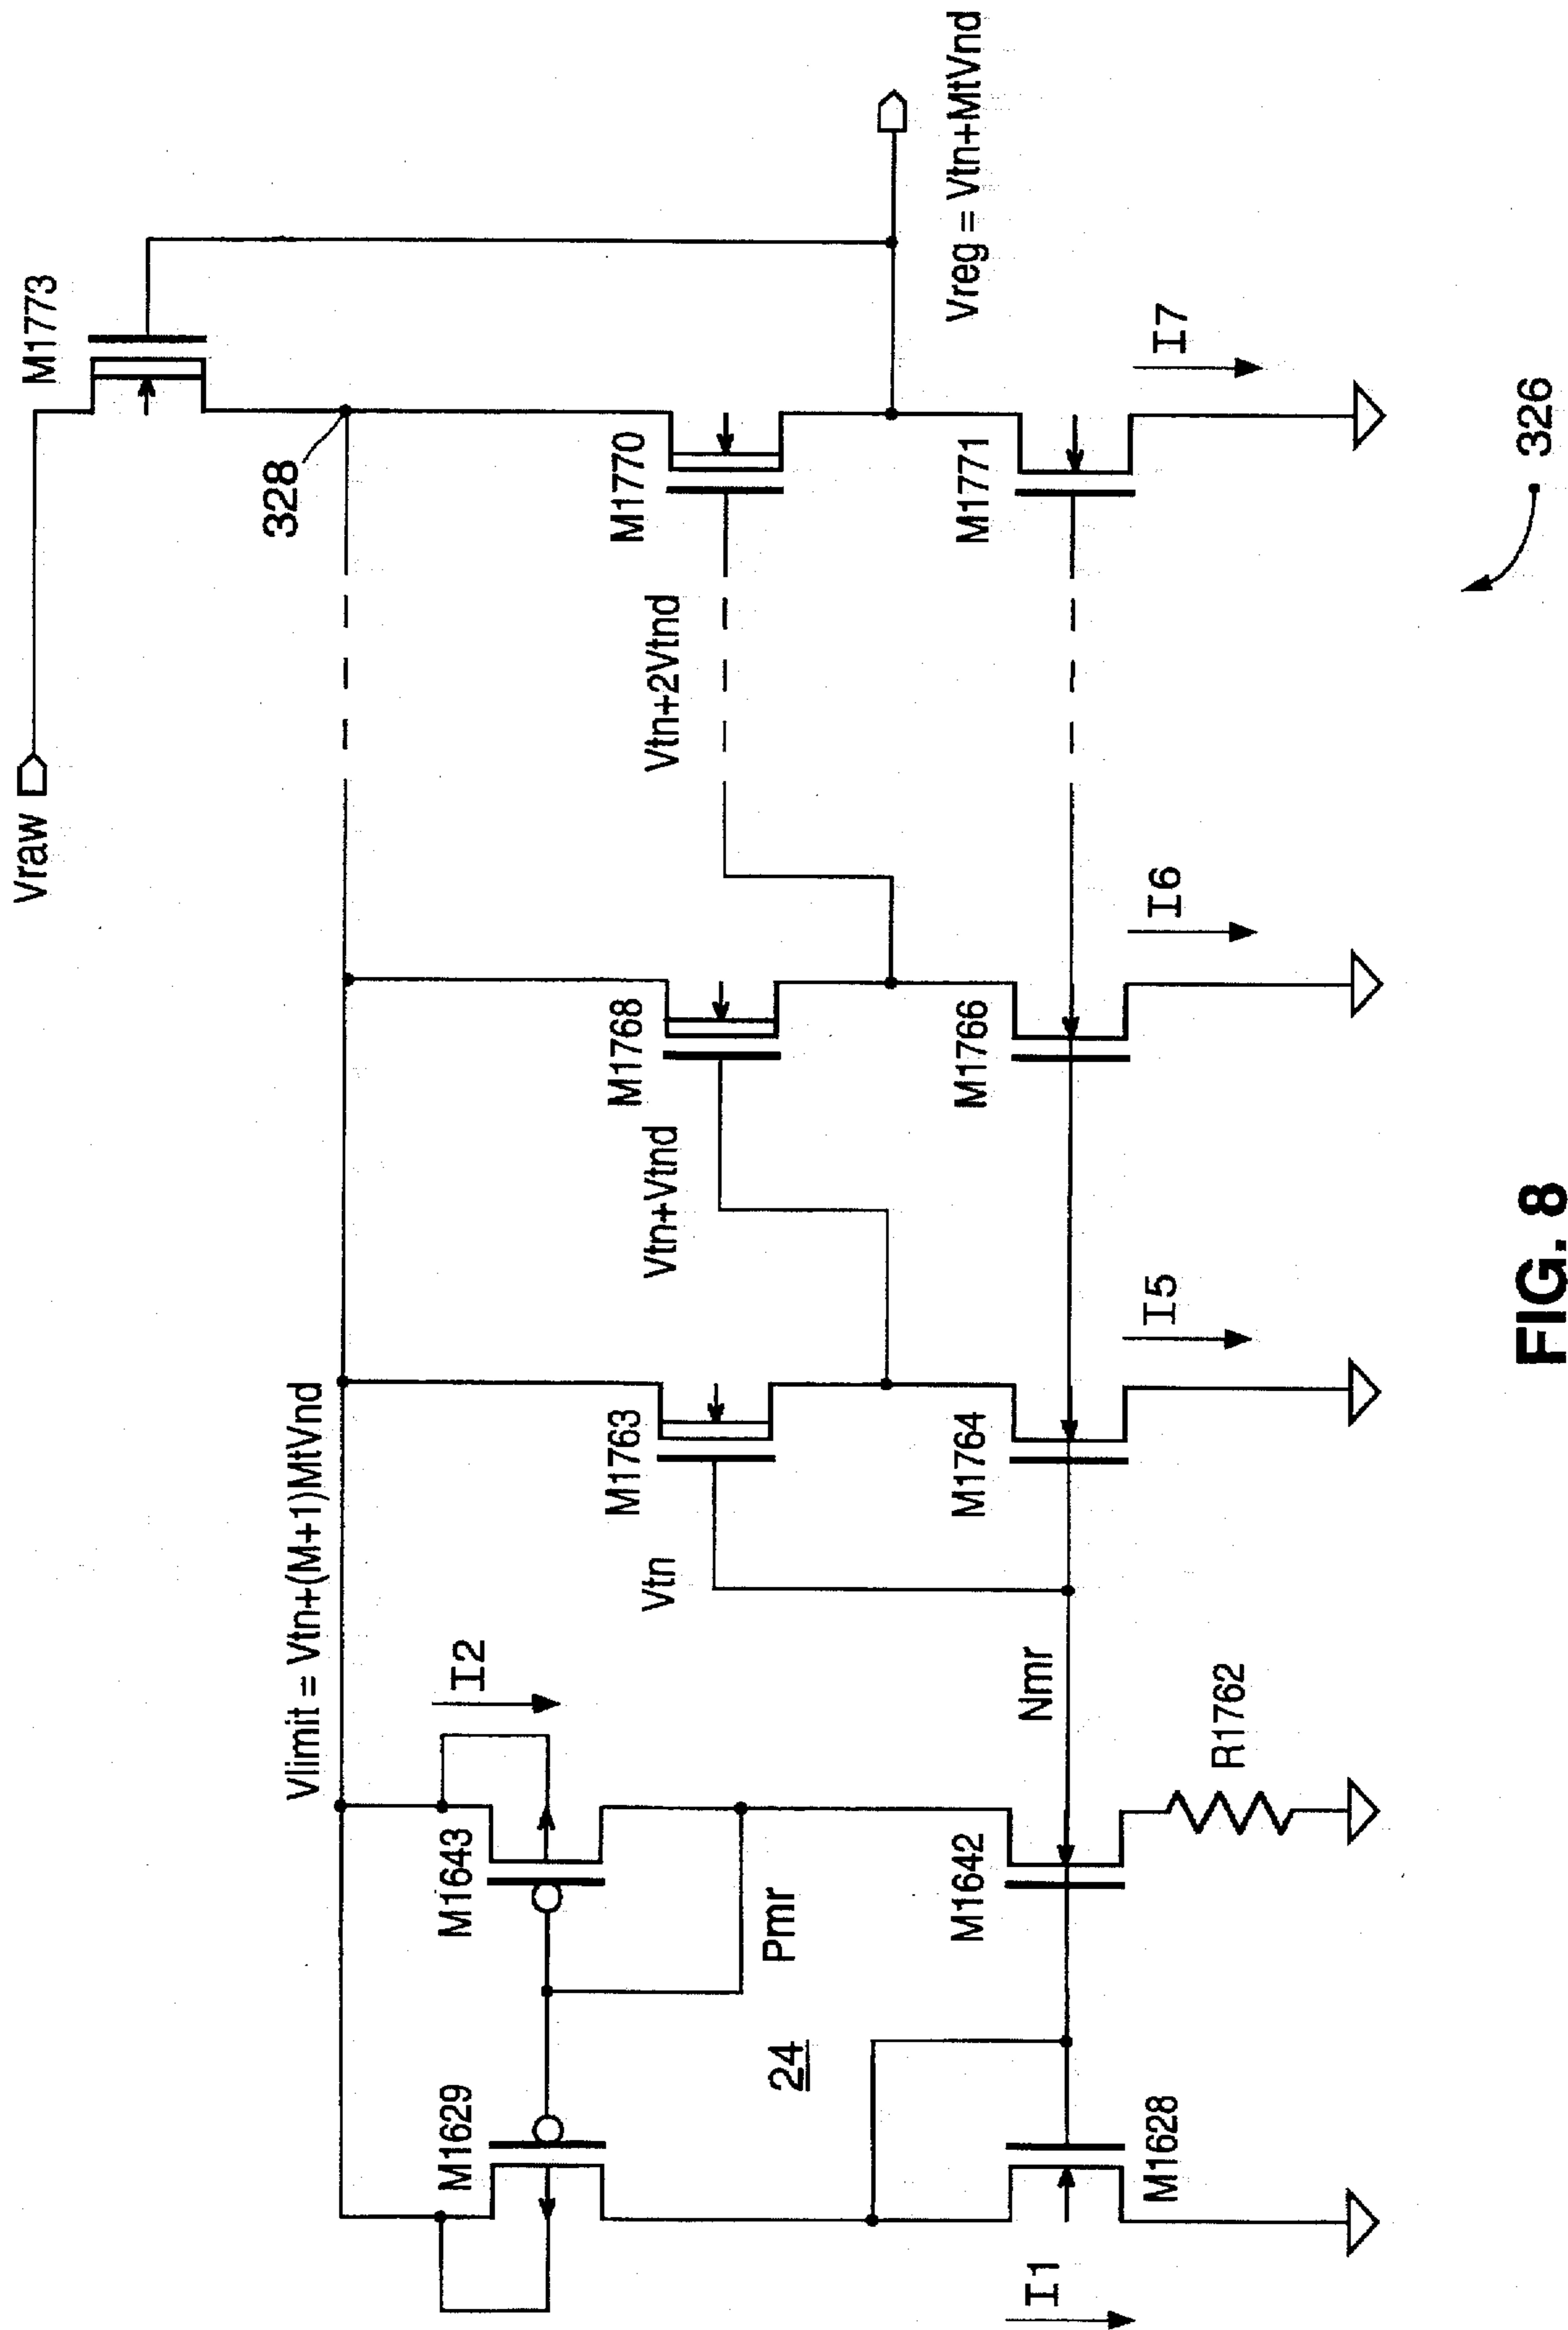 Vraw
M1773
Vlimit = Vtn+(M+1)MtVnd
328
I2
M1629
M1643
M1763
M1768
M1770
Vtn
Vtn+Vtnd
Vtn+2Vtnd
Pmr
24
Vreg = Vtn+MtVnd
Nmr
M1642
M1764
M1766
M1771
I1
M1628
R1762
I5
I6
I7
326
FIG. 8